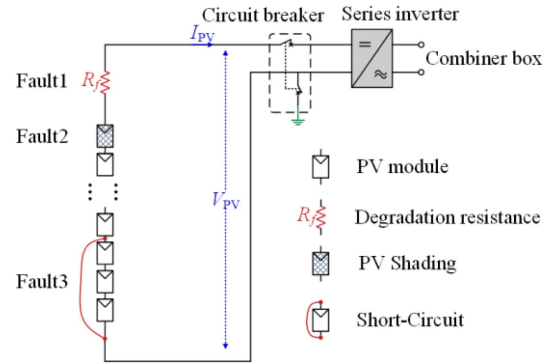 Circuit breaker
Series inverter
I_PV
Combiner box
=
≈
Fault1
R_f
Fault2
V_PV
Fault3
PV module
R_f
Degradation resistance
PV Shading
Short-Circuit